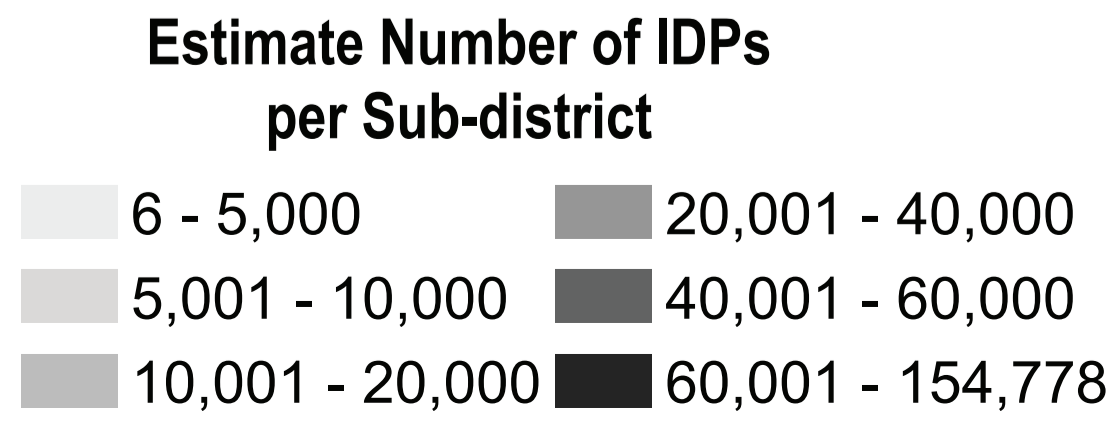 Estimate Number of IDPs
per Sub-district
6 - 5,000
5,001 - 10,000
10,001 - 20,000
20,001 - 40,000
40,001 - 60,000
60,001 - 154,778